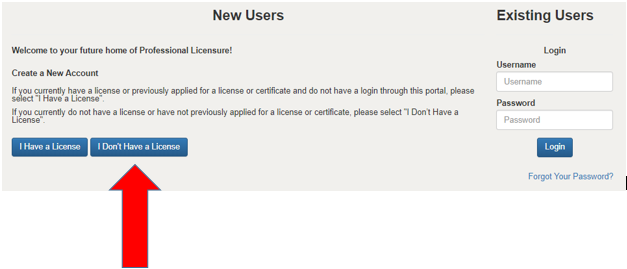 New Users
Welcome to your future home of Professional Licensure!
Create a New Account
If you currently have a license or previously applied for a license or certificate and do not have a login through this portal, please
select "I Have a License".
If you currently do not have a license or have not previously applied for a license or certificate, please select "I Don't Have a
License".
I Have a License
I Don't Have a License
Existing Users
Login
Username
Username
Password
Password
Login
Forgot Your Password?